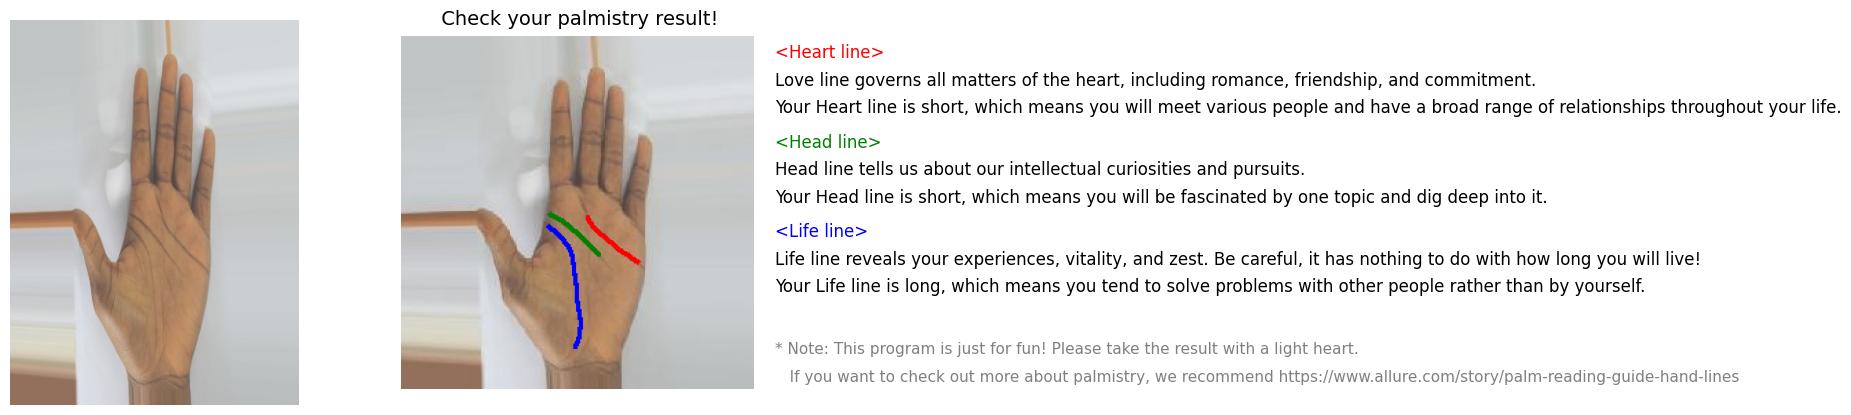 Check your palmistry result!
<Heart line>
Love line governs all matters of the heart, including romance, friendship, and commitment.
Your Heart line is short, which means you will meet various people and have a broad range of relationships throughout your life.
<Head line>
Head line tells us about our intellectual curiosities and pursuits.
Your Head line is short, which means you will be fascinated by one topic and dig deep into it.
<Life line>
Life line reveals your experiences, vitality, and zest. Be careful, it has nothing to do with how long you will live!
Your Life line is long, which means you tend to solve problems with other people rather than by yourself.
* Note: This program is just for fun! Please take the result with a light heart.
If you want to check out more about palmistry, we recommend https://www.allure.com/story/palm-reading-guide-hand-lines